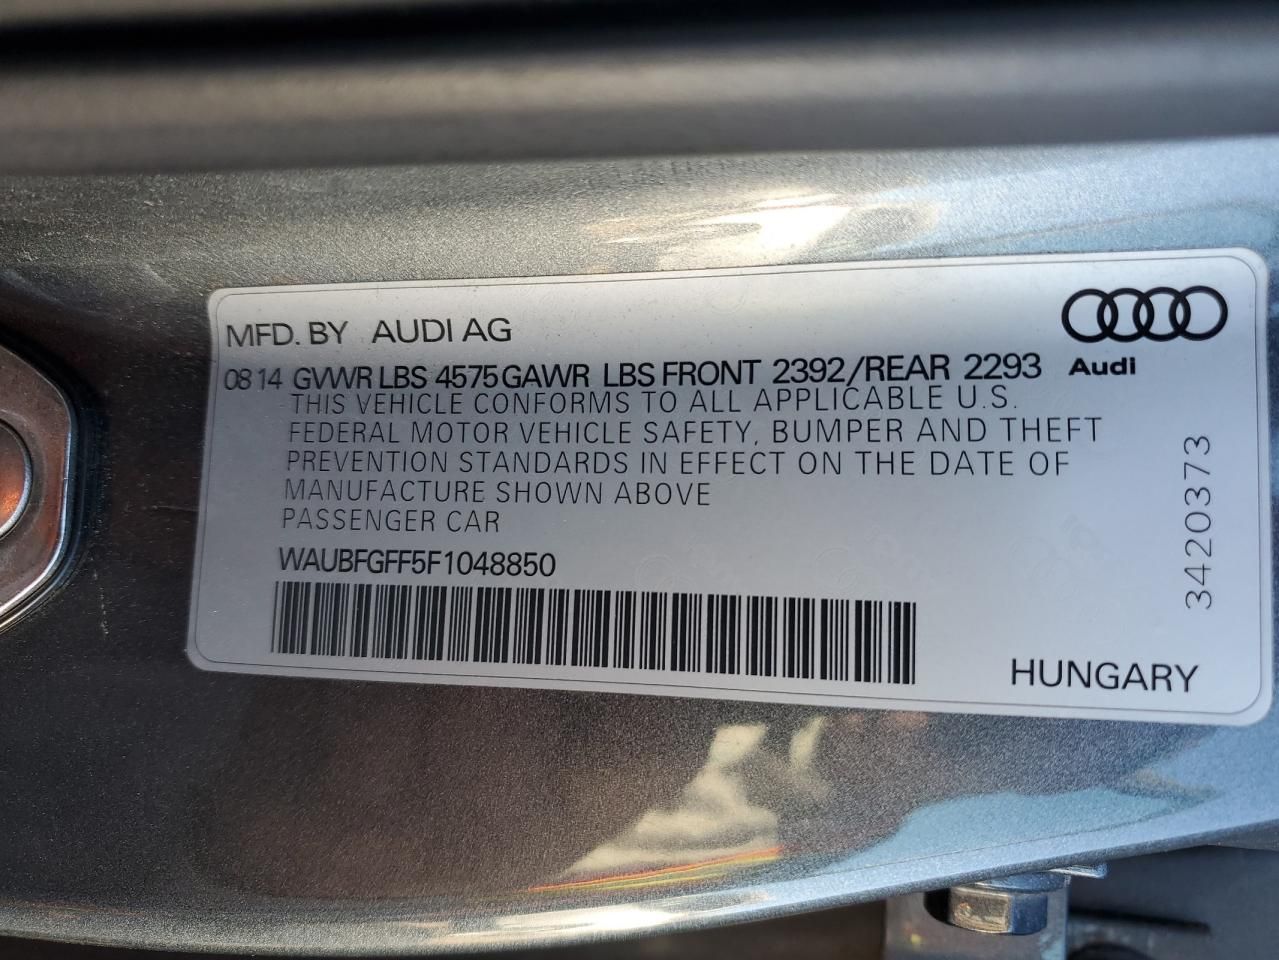 MFD. BY AUDI AG
Audi
0814 GVWR LBS 4575 GAWR LBS FRONT 2392/REAR 2293
THIS VEHICLE CONFORMS TO ALL APPLICABLE U.S.
FEDERAL MOTOR VEHICLE SAFETY, BUMPER AND THEFT
PREVENTION STANDARDS IN EFFECT ON THE DATE OF
MANUFACTURE SHOWN ABOVE
PASSENGER CAR
WAUBFGFF5F1048850
3420373
HUNGARY